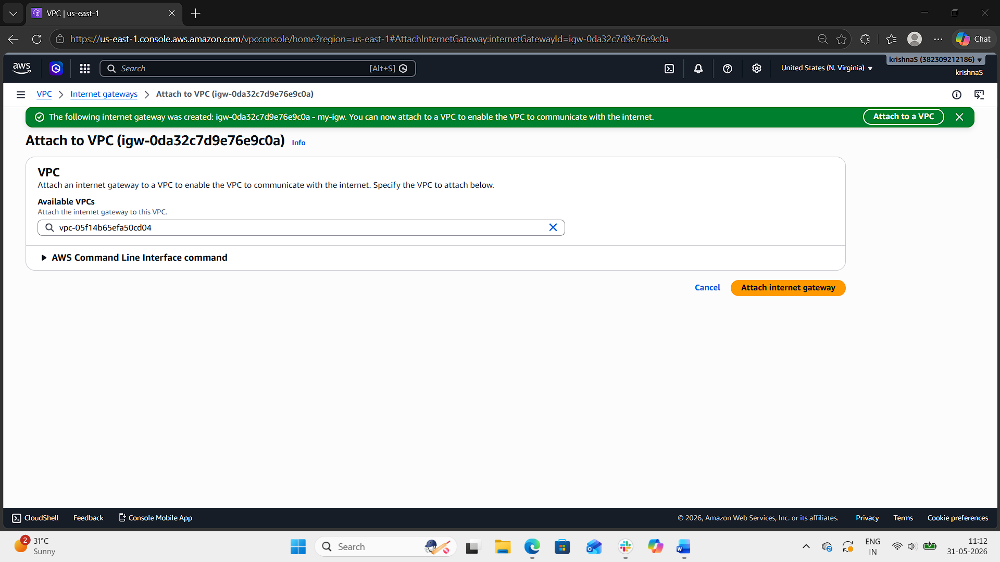 VPC | us-east-1
https://us-east-1.console.aws.amazon.com/vpcconsole/home?region=us-east-1#AttachInternetGateway:internetGatewayId=igw-0da32c7d9e76e9c0a
Chat
aws
Search [Alt+S]
United States (N. Virginia)
krishnaS (382309212186)
krishnaS
VPC
Internet gateways
Attach to VPC (igw-0da32c7d9e76e9c0a)
The following internet gateway was created: igw-0da32c7d9e76e9c0a - my-igw. You can now attach to a VPC to enable the VPC to communicate with the internet.
Attach to a VPC
Attach to VPC (igw-0da32c7d9e76e9c0a) Info
VPC
Attach an internet gateway to a VPC to enable the VPC to communicate with the internet. Specify the VPC to attach below.
Available VPCs
Attach the internet gateway to this VPC.
vpc-05f14b65efa50cd04
AWS Command Line Interface command
Cancel
Attach internet gateway
CloudShell
Feedback
Console Mobile App
© 2026, Amazon Web Services, Inc. or its affiliates.
Privacy
Terms
Cookie preferences
2
31°C
Sunny
Search
ENG
IN
11:12
31-05-2026